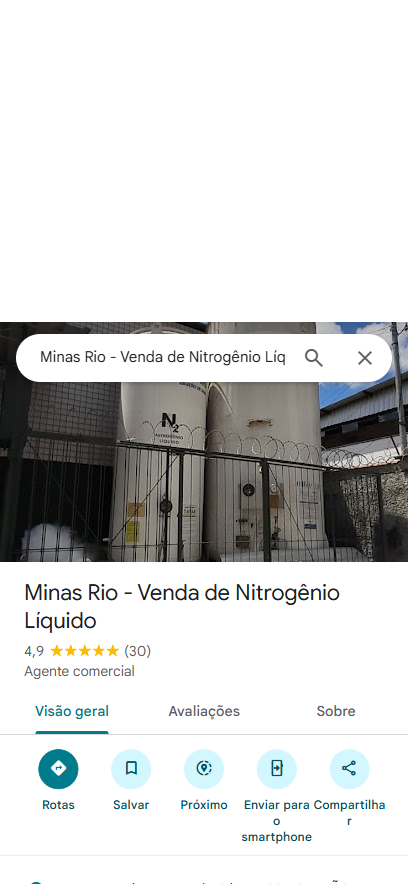 Minas Rio - Venda de Nitrogênio Líq
N2
NITROGÊNIO
LÍQUIDO
Minas Rio - Venda de Nitrogênio
Líquido
4,9 (30)
Agente comercial
Visão geral Avaliações Sobre
Rotas Salvar Próximo Enviar para o smartphone Compartilhar